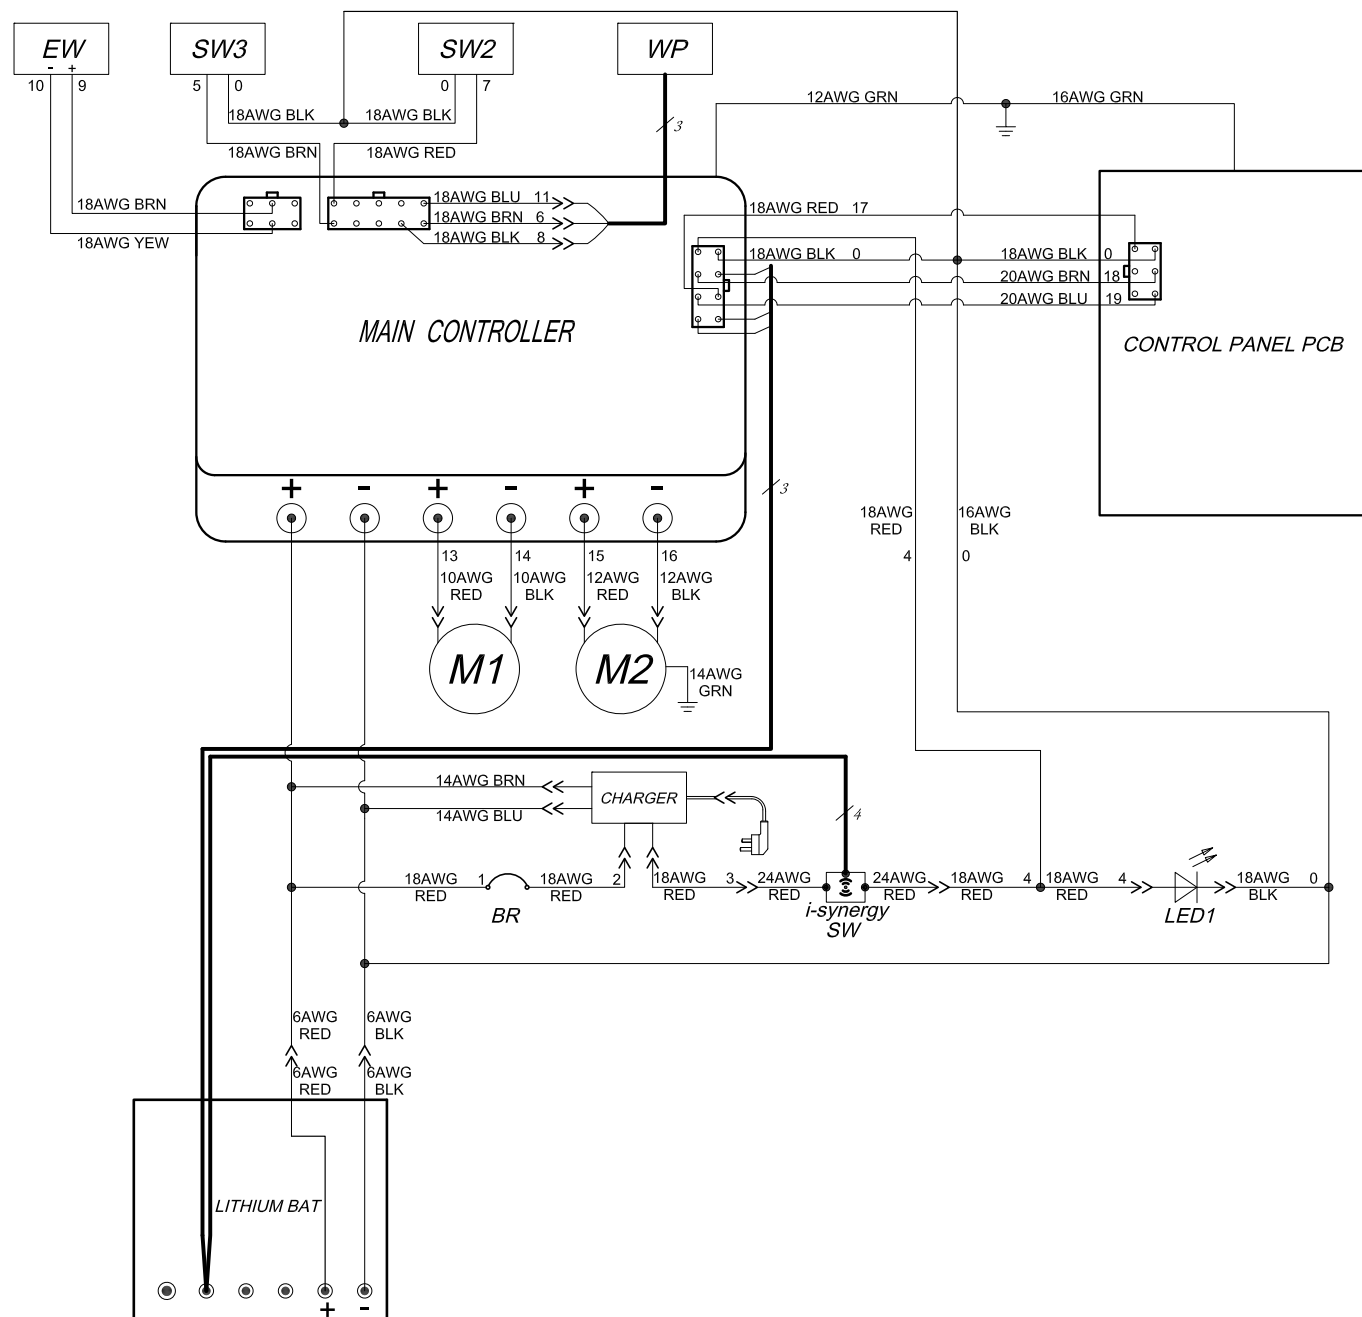 EW
SW3
SW2
WP
- +
10 9
5 0
0 7
12AWG GRN
16AWG GRN
18AWG BLK
18AWG BLK
3
18AWG BRN
18AWG RED
18AWG BRN
18AWG BLU 11
18AWG BRN 6
18AWG BLK 8
18AWG YEW
18AWG RED 17
18AWG BLK 0
18AWG BLK 0
20AWG BRN 18
20AWG BLU 19
MAIN CONTROLLER
CONTROL PANEL PCB
+ - + - + -
3
18AWG
RED
4
16AWG
BLK
0
13
10AWG
RED
14
10AWG
BLK
15
12AWG
RED
16
12AWG
BLK
M1
M2
14AWG
GRN
14AWG BRN
14AWG BLU
CHARGER
4
18AWG
RED
1
18AWG
RED
2
BR
18AWG
RED
3
24AWG
RED
i-synergy
SW
24AWG
RED
18AWG
RED
4
18AWG
RED
4
LED1
18AWG
BLK
0
6AWG
RED
6AWG
BLK
6AWG
RED
6AWG
BLK
LITHIUM BAT
+ -